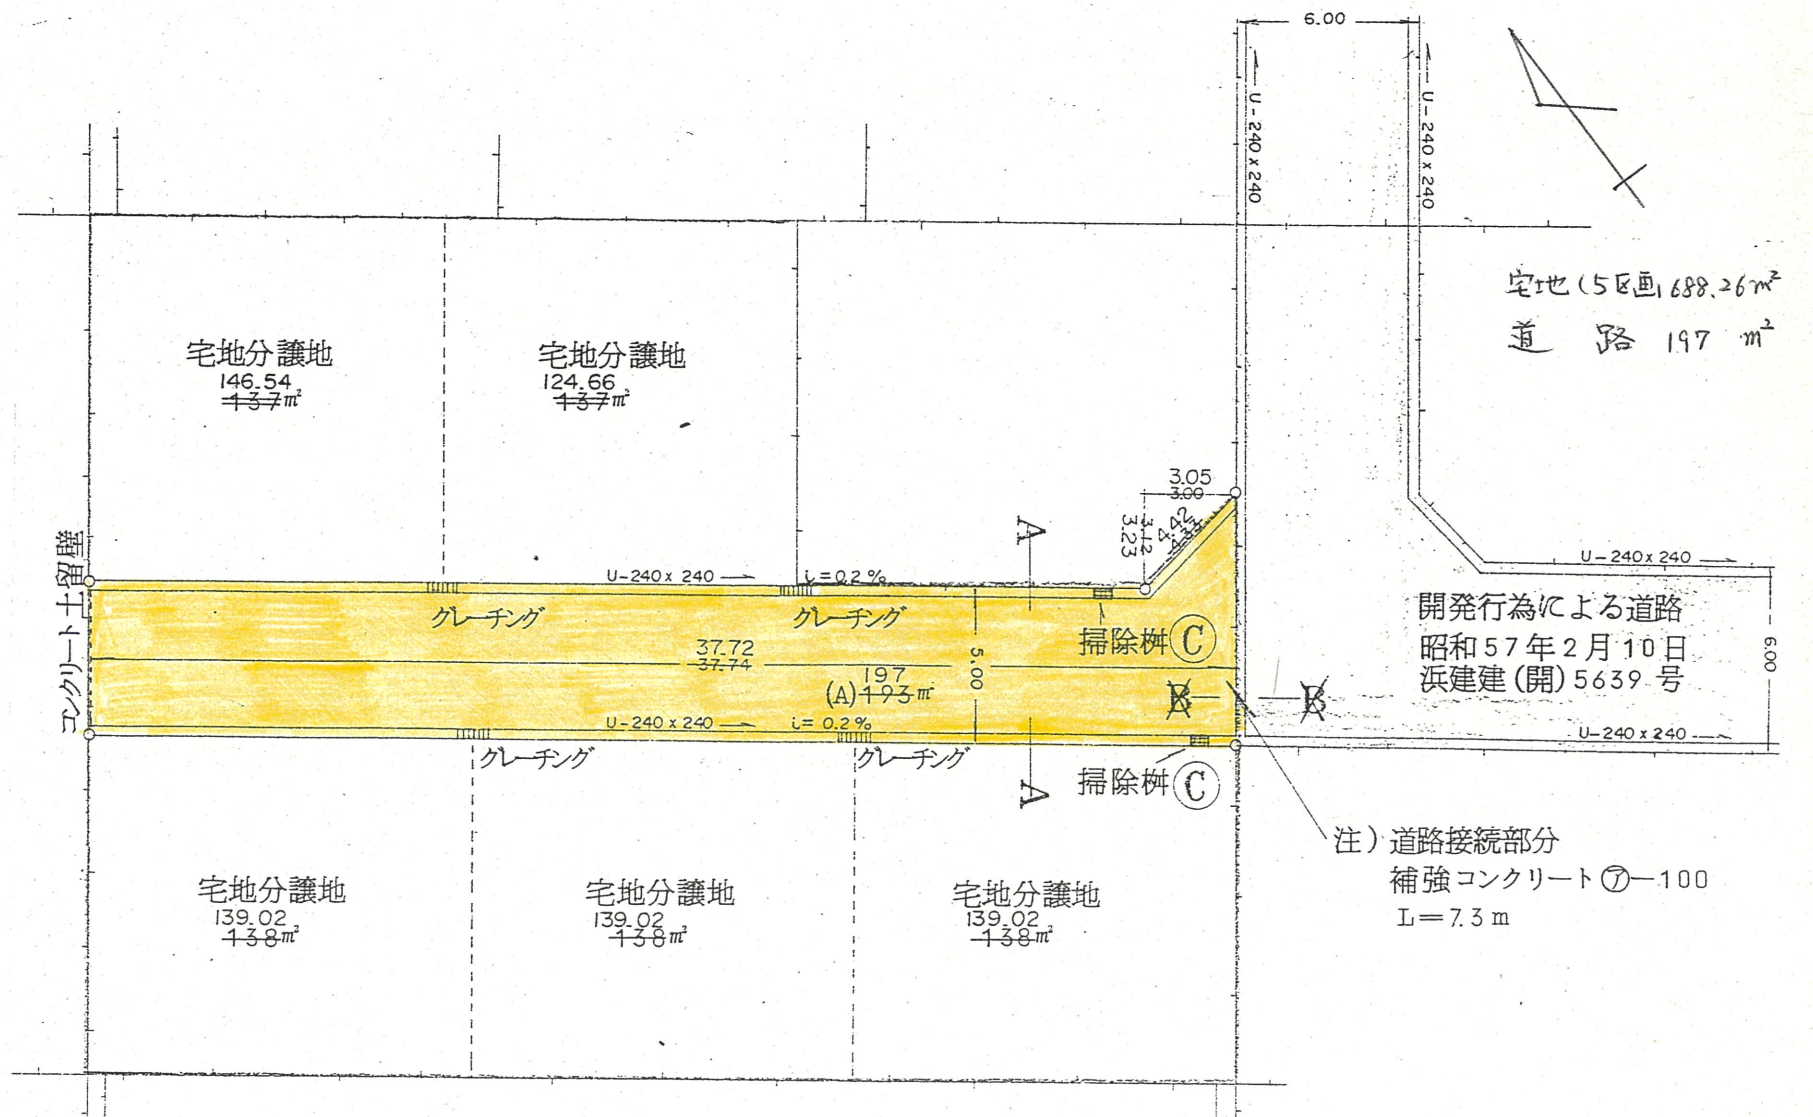 6.00
U-240x240
U-240x240
宅地(5区画)688.26㎡
道 路 197 ㎡
宅地分譲地
146.54
137㎡
宅地分譲地
124.66
137㎡
3.05
3.00
4.42
4.33
3.12
3.23
A
コンクリート土留壁
U-240x240
i=0.2%
グレーチング
グレーチング
掃除桝 C
U-240x240
開発行為による道路
昭和57年2月10日
浜建建(開)5639号
6.00
37.72
37.74
5.00
197
(A) 193㎡
B
B
U-240x240
i=0.2%
U-240x240
グレーチング
グレーチング
A
掃除桝 C
注)道路接続部分
補強コンクリート㋐-100
L=7.3m
宅地分譲地
139.02
138㎡
宅地分譲地
139.02
138㎡
宅地分譲地
139.02
138㎡